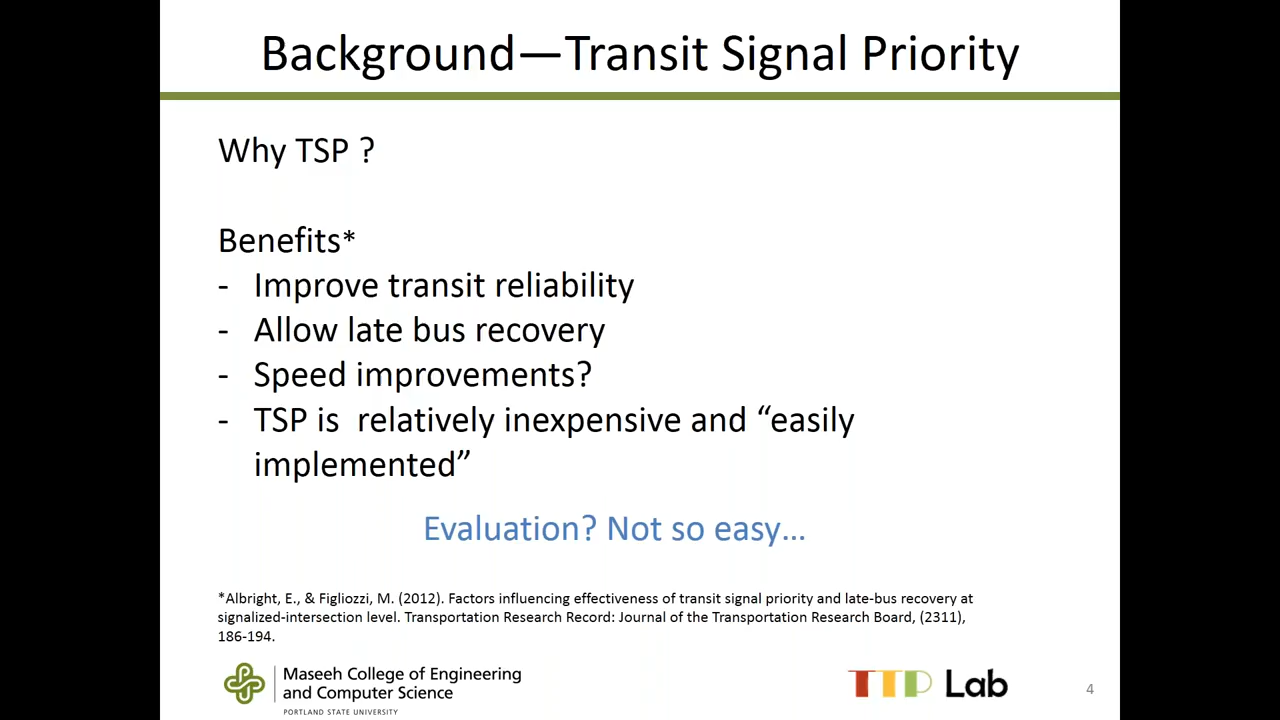 Background—Transit Signal Priority
Why TSP ?
Benefits*
- Improve transit reliability
- Allow late bus recovery
- Speed improvements?
- TSP is relatively inexpensive and “easily
implemented”
Evaluation? Not so easy…
*Albright, E., & Figliozzi, M. (2012). Factors influencing effectiveness of transit signal priority and late-bus recovery at
signalized-intersection level. Transportation Research Record: Journal of the Transportation Research Board, (2311),
186-194.
Maseeh College of Engineering
and Computer Science
PORTLAND STATE UNIVERSITY
TTP Lab
4